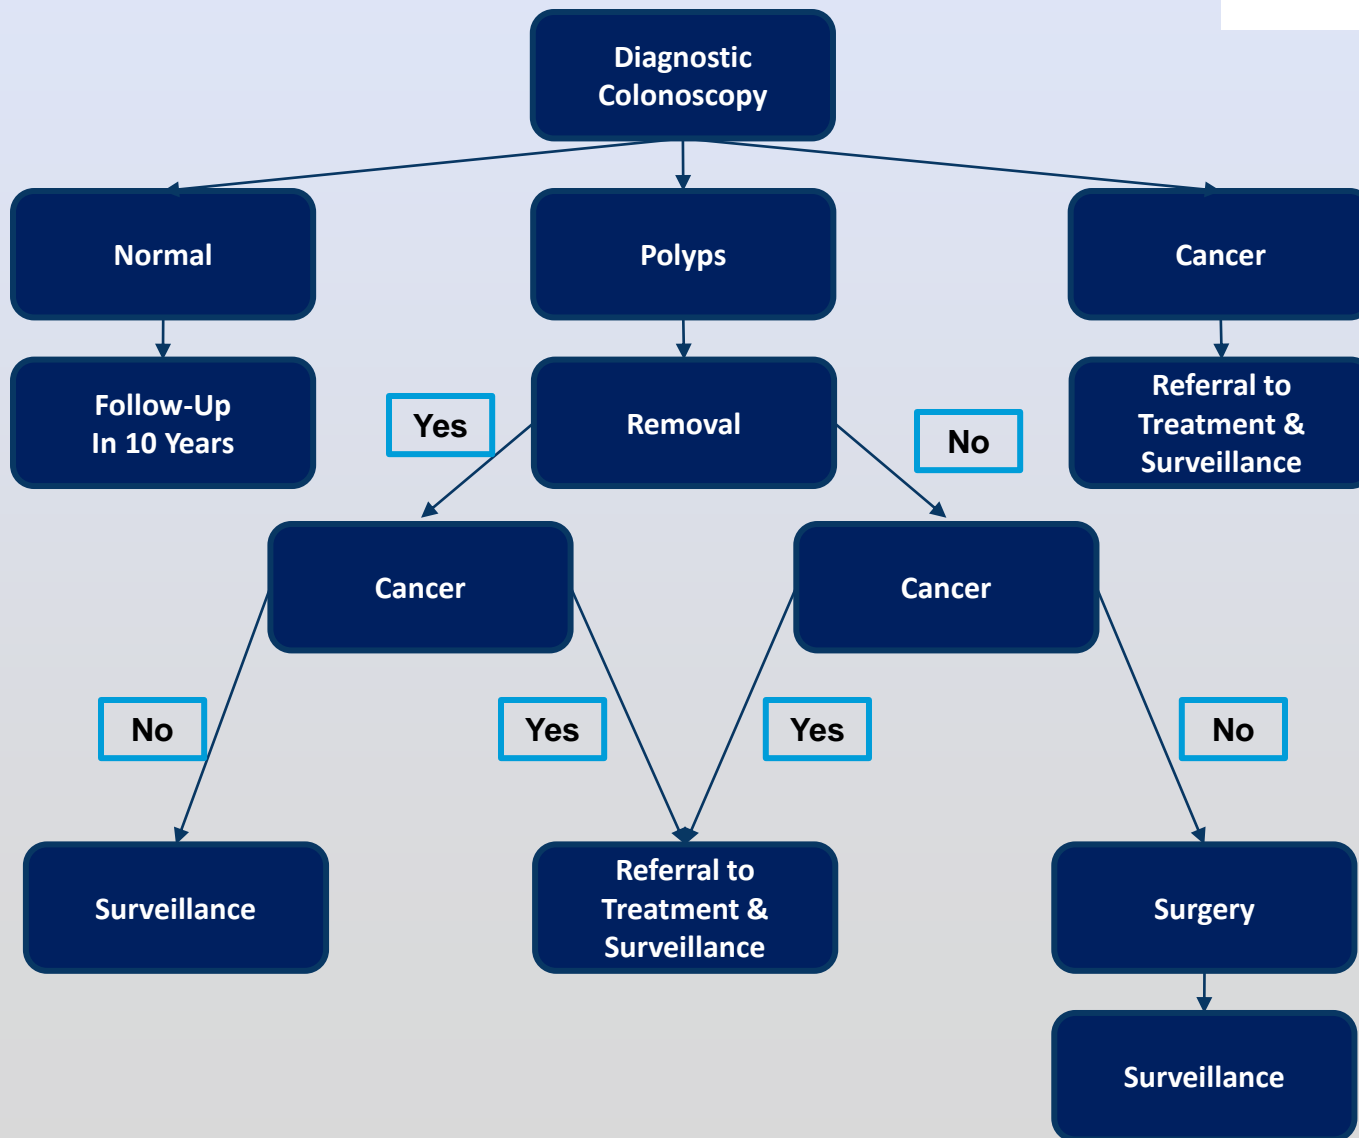 Diagnostic
Colonoscopy
Normal
Polyps
Cancer
Follow-Up
In 10 Years
Yes
Removal
No
Referral to
Treatment &
Surveillance
Cancer
Cancer
No
Yes
Yes
No
Surveillance
Referral to
Treatment &
Surveillance
Surgery
Surveillance